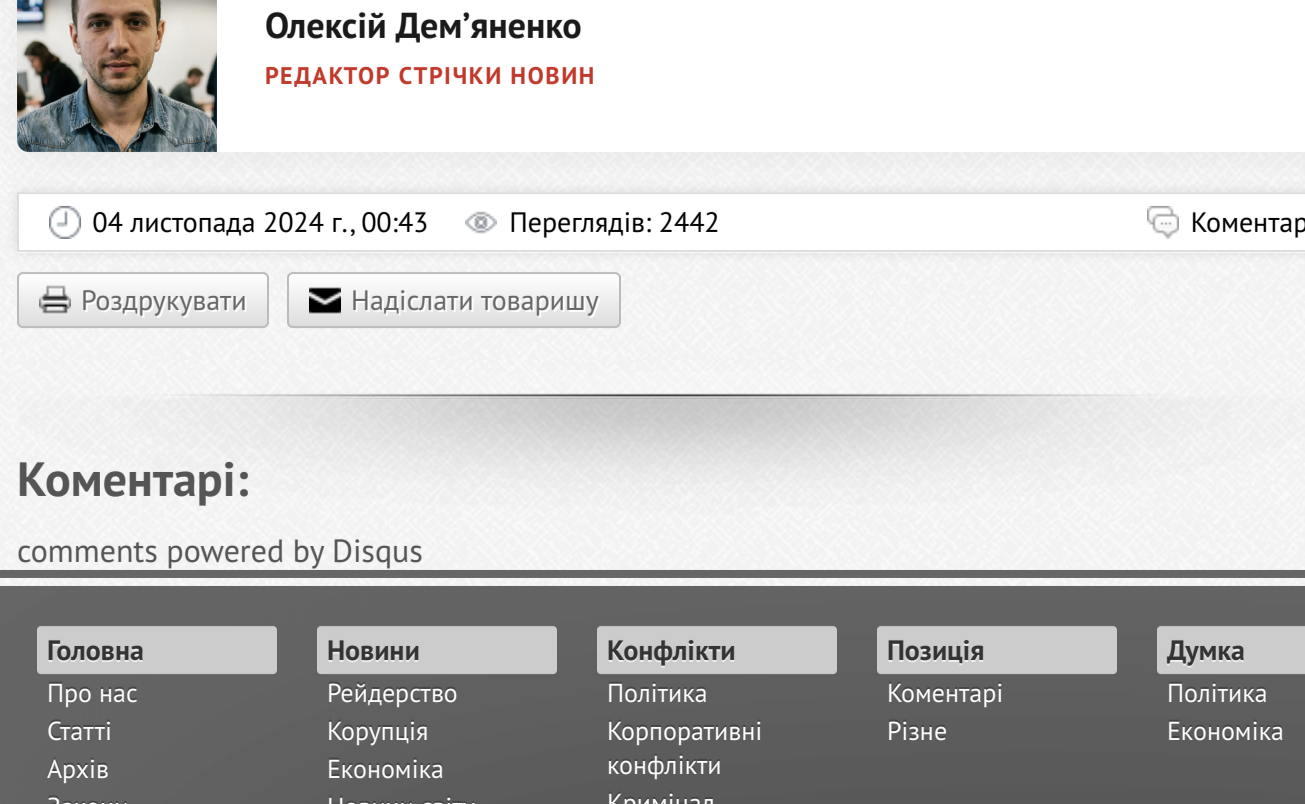 Олексій Дем’яненко
РЕДАКТОР СТРІЧКИ НОВИН
04 листопада 2024 г., 00:43 Переглядів: 2442
Роздрукувати Надіслати товаришу
Коментарі:
comments powered by Disqus
Головна Новини Конфлікти Позиція Думка
Про нас Рейдерство Політика Коментарі Політика
Статті Корупція Корпоративні Різне Економіка
Архів Економіка конфлікти